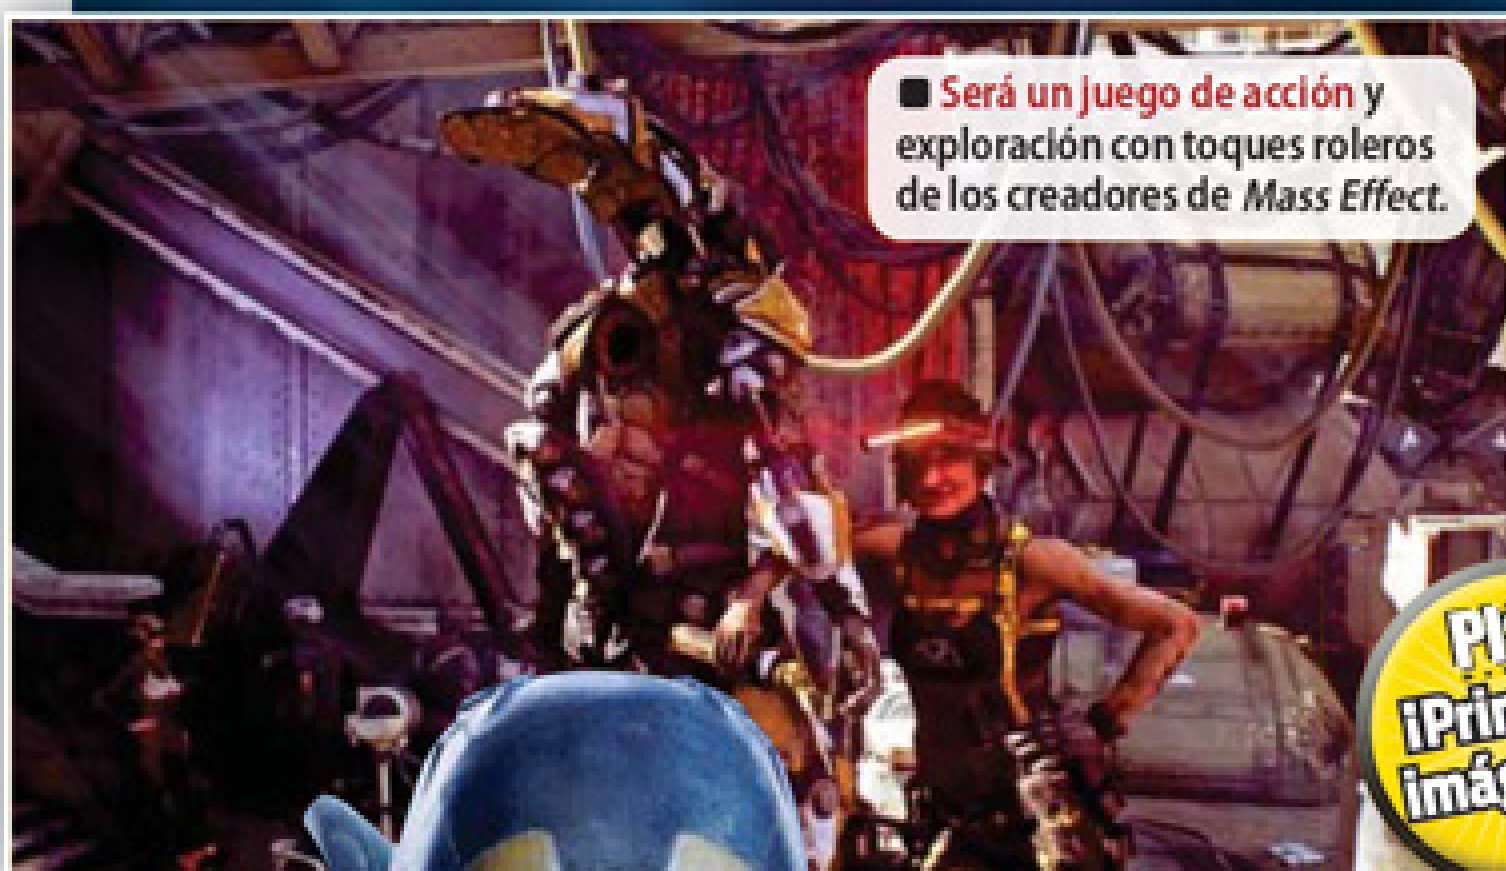 ■ Será un juego de acción y
exploración con toques roleros
de los creadores de Mass Effect.